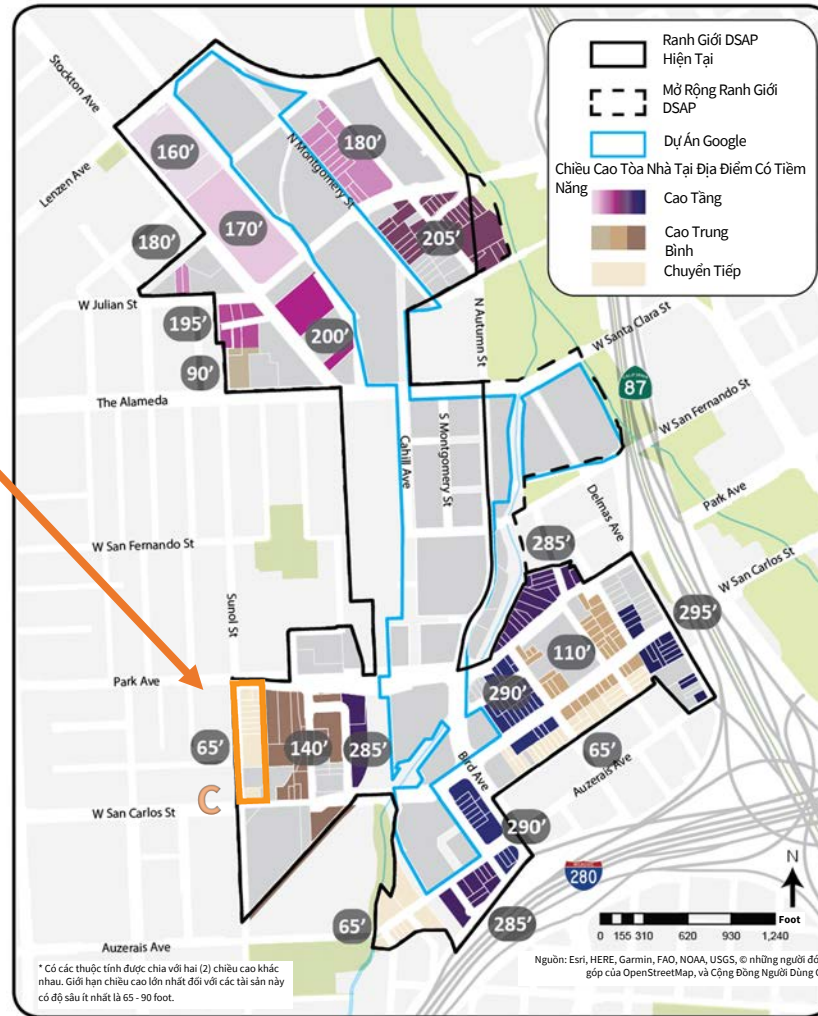 Ranh Giới DSAP
Hiện Tại
Mở Rộng Ranh Giới
DSAP
Dự Án Google
Chiều Cao Tòa Nhà Tại Địa Điểm Có Tiềm
Năng
Cao Tầng
Cao Trung
Bình
Chuyển Tiếp
Stockton Ave
Lenzen Ave
160'
N Montgomery St
180'
170'
205'
180'
W Julian St
195'
200'
90'
N Autumn St
W Santa Clara St
CALIFORNIA
87
The Alameda
W San Fernando St
Cahill Ave
S Montgomery St
Park Ave
Delmas Ave
W San Carlos St
W San Fernando St
Sunol St
285'
295'
110'
290'
Park Ave
65'
140'
285'
65'
Bird Ave
Auzerais Ave
C
W San Carlos St
290'
INTERSTATE
280
N
65'
285'
Foot
0 155 310 620 930 1,240
Auzerais Ave
* Có các thuộc tính được chia với hai (2) chiều cao khác
nhau. Giới hạn chiều cao lớn nhất đối với các tài sản này
có độ sâu ít nhất là 65 - 90 foot.
Nguồn: Esri, HERE, Garmin, FAO, NOAA, USGS, © những người đó
góp của OpenStreetMap, và Cộng Đồng Người Dùng G